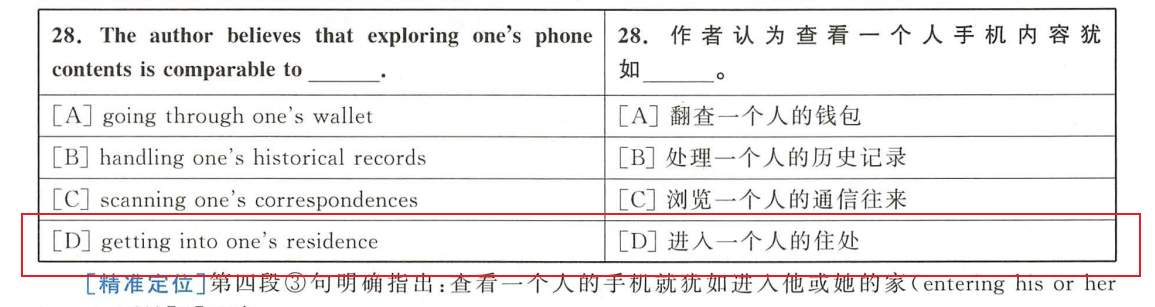 28. The author believes that exploring one's phone
contents is comparable to ______.
28. 作者认为查看一个人手机内容犹
如______。
[A] going through one's wallet
[A] 翻查一个人的钱包
[B] handling one's historical records
[B] 处理一个人的历史记录
[C] scanning one's correspondences
[C] 浏览一个人的通信往来
[D] getting into one's residence
[D] 进入一个人的住处
[精准定位]第四段③句明确指出:查看一个人的手机就犹如进入他或她的家(entering his or her